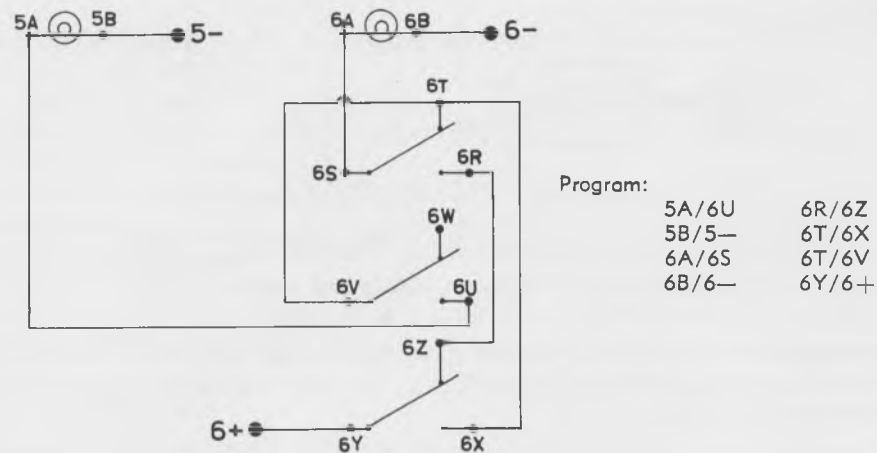 5A 5B 5- 6A 6B 6-
6T
6S 6R
6W
6V 6U
6Z
6+ 6Y 6X
Program:
5A/6U 6R/6Z
5B/5— 6T/6X
6A/6S 6T/6V
6B/6— 6Y/6+